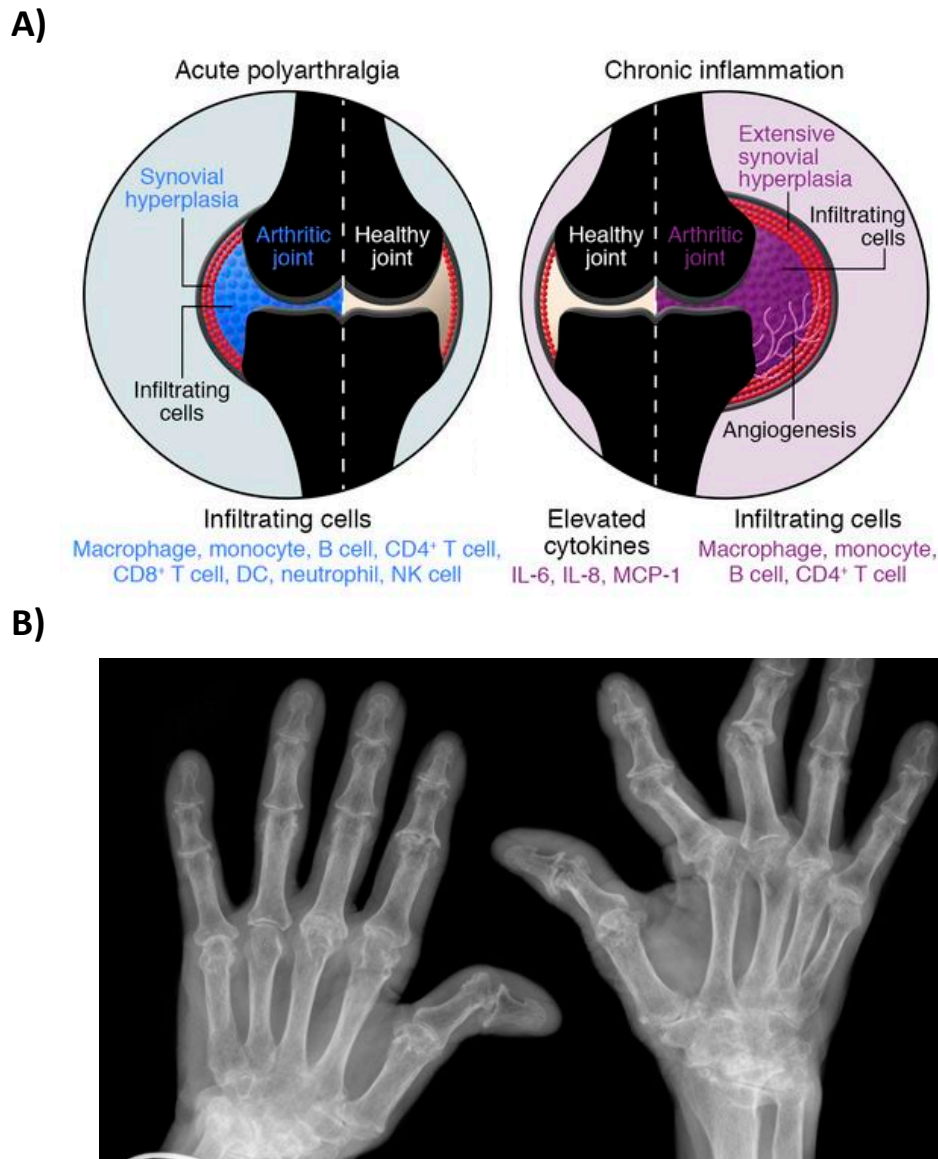 A)
Acute polyarthralgia
Synovial
hyperplasia
Arthritic
joint
Healthy
joint
Infiltrating
cells
Infiltrating cells
Macrophage, monocyte, B cell, CD4⁺ T cell,
CD8⁺ T cell, DC, neutrophil, NK cell
Chronic inflammation
Extensive
synovial
hyperplasia
Infiltrating
cells
Healthy
joint
Arthritic
joint
Angiogenesis
Elevated
cytokines
IL-6, IL-8, MCP-1
Infiltrating cells
Macrophage, monocyte,
B cell, CD4⁺ T cell
B)